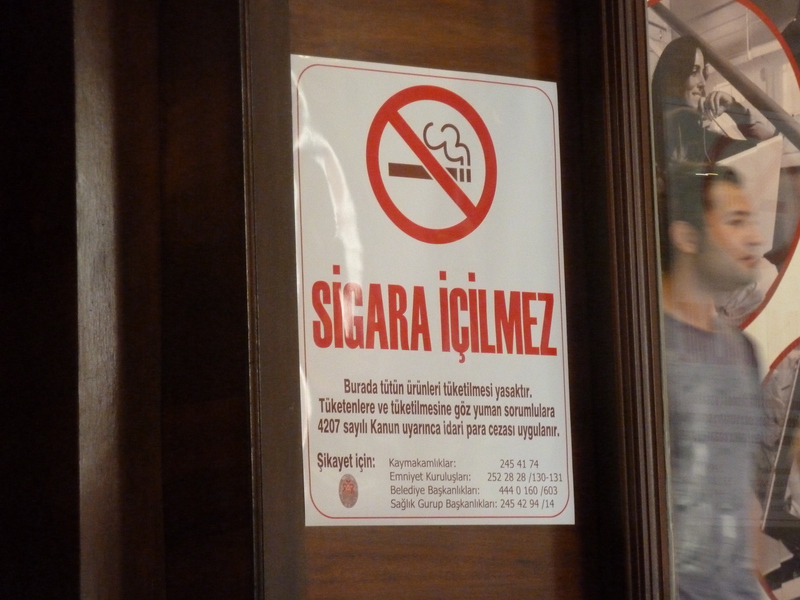 SİGARA İÇİLMEZ
Burada tütün ürünleri tüketilmesi yasaktır.
Tüketenlere ve tüketilmesine göz yuman sorumlulara
4207 sayılı Kanun uyarınca idari para cezası uygulanır.
Şikayet için:
Kaymakamlıklar: 245 41 74
Emniyet Kuruluşları: 252 28 28 /130-131
Belediye Başkanlıkları: 444 0 160 /603
Sağlık Gurup Başkanlıkları: 245 42 94 /14